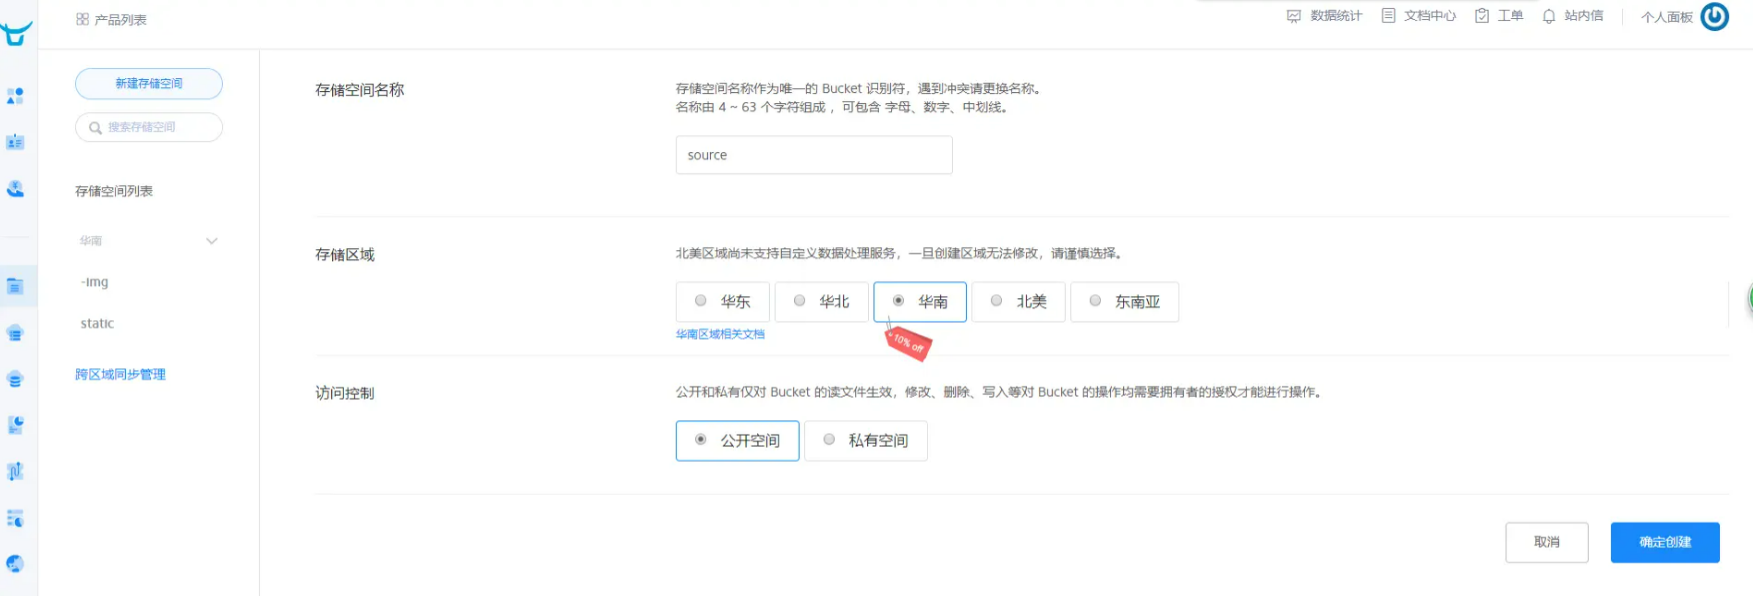 产品列表
数据统计
文档中心
工单
站内信
个人面板
新建存储空间
搜索存储空间
存储空间列表
华南
-img
static
跨区域同步管理
存储空间名称
存储空间名称作为唯一的 Bucket 识别符，遇到冲突请更换名称。
名称由 4 ~ 63 个字符组成 ，可包含 字母、数字、中划线。
source
存储区域
北美区域尚未支持自定义数据处理服务，一旦创建区域无法修改，请谨慎选择。
华东
华北
华南
北美
东南亚
华南区域相关文档
10% off
访问控制
公开和私有仅对 Bucket 的读文件生效，修改、删除、写入等对 Bucket 的操作均需要拥有者的授权才能进行操作。
公开空间
私有空间
取消
确定创建